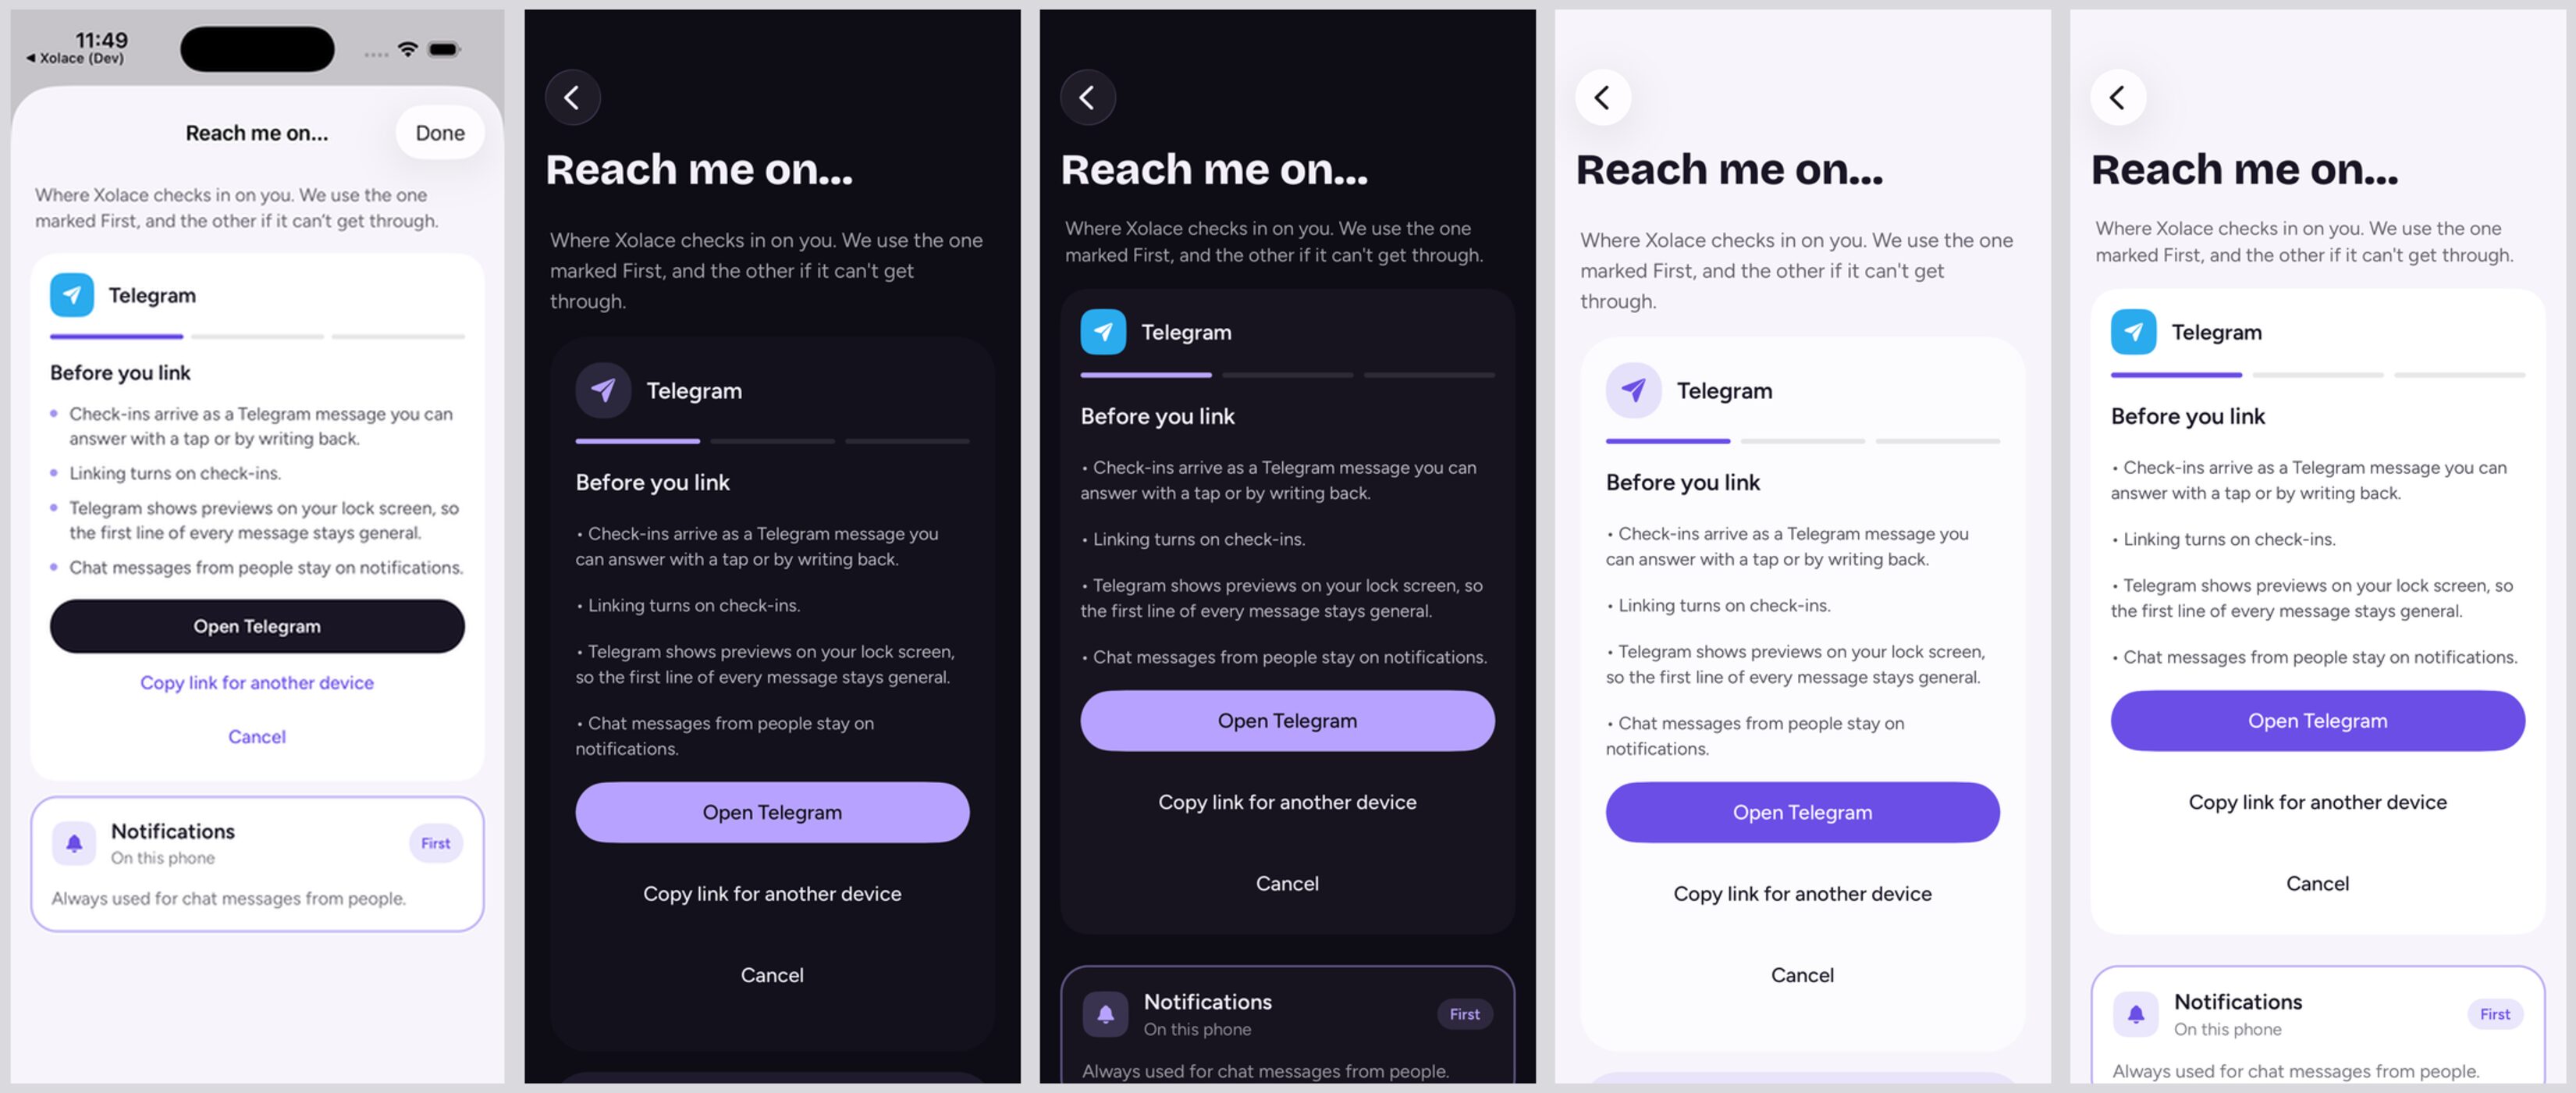 11:49
◀ Xolace (Dev)
Reach me on...
Done
Where Xolace checks in on you. We use the one
marked First, and the other if it can't get through.
Telegram
Before you link
• Check-ins arrive as a Telegram message you can
answer with a tap or by writing back.
• Linking turns on check-ins.
• Telegram shows previews on your lock screen, so
the first line of every message stays general.
• Chat messages from people stay on notifications.
Open Telegram
Copy link for another device
Cancel
Notifications
On this phone
First
Always used for chat messages from people.
Reach me on...
Where Xolace checks in on you. We use the one
marked First, and the other if it can't get
through.
Telegram
Before you link
• Check-ins arrive as a Telegram message you
can answer with a tap or by writing back.
• Linking turns on check-ins.
• Telegram shows previews on your lock screen,
so the first line of every message stays general.
• Chat messages from people stay on
notifications.
Open Telegram
Copy link for another device
Cancel
Reach me on...
Where Xolace checks in on you. We use the one
marked First, and the other if it can't get through.
Telegram
Before you link
• Check-ins arrive as a Telegram message you can
answer with a tap or by writing back.
• Linking turns on check-ins.
• Telegram shows previews on your lock screen, so
the first line of every message stays general.
• Chat messages from people stay on notifications.
Open Telegram
Copy link for another device
Cancel
Notifications
On this phone
First
Always used for chat messages from people.
Reach me on...
Where Xolace checks in on you. We use the one
marked First, and the other if it can't get
through.
Telegram
Before you link
• Check-ins arrive as a Telegram message you
can answer with a tap or by writing back.
• Linking turns on check-ins.
• Telegram shows previews on your lock screen,
so the first line of every message stays general.
• Chat messages from people stay on
notifications.
Open Telegram
Copy link for another device
Cancel
Reach me on...
Where Xolace checks in on you. We use the one
marked First, and the other if it can't get through.
Telegram
Before you link
• Check-ins arrive as a Telegram message you can
answer with a tap or by writing back.
• Linking turns on check-ins.
• Telegram shows previews on your lock screen, so
the first line of every message stays general.
• Chat messages from people stay on notifications.
Open Telegram
Copy link for another device
Cancel
Notifications
On this phone
First
Always used for chat messages from people.